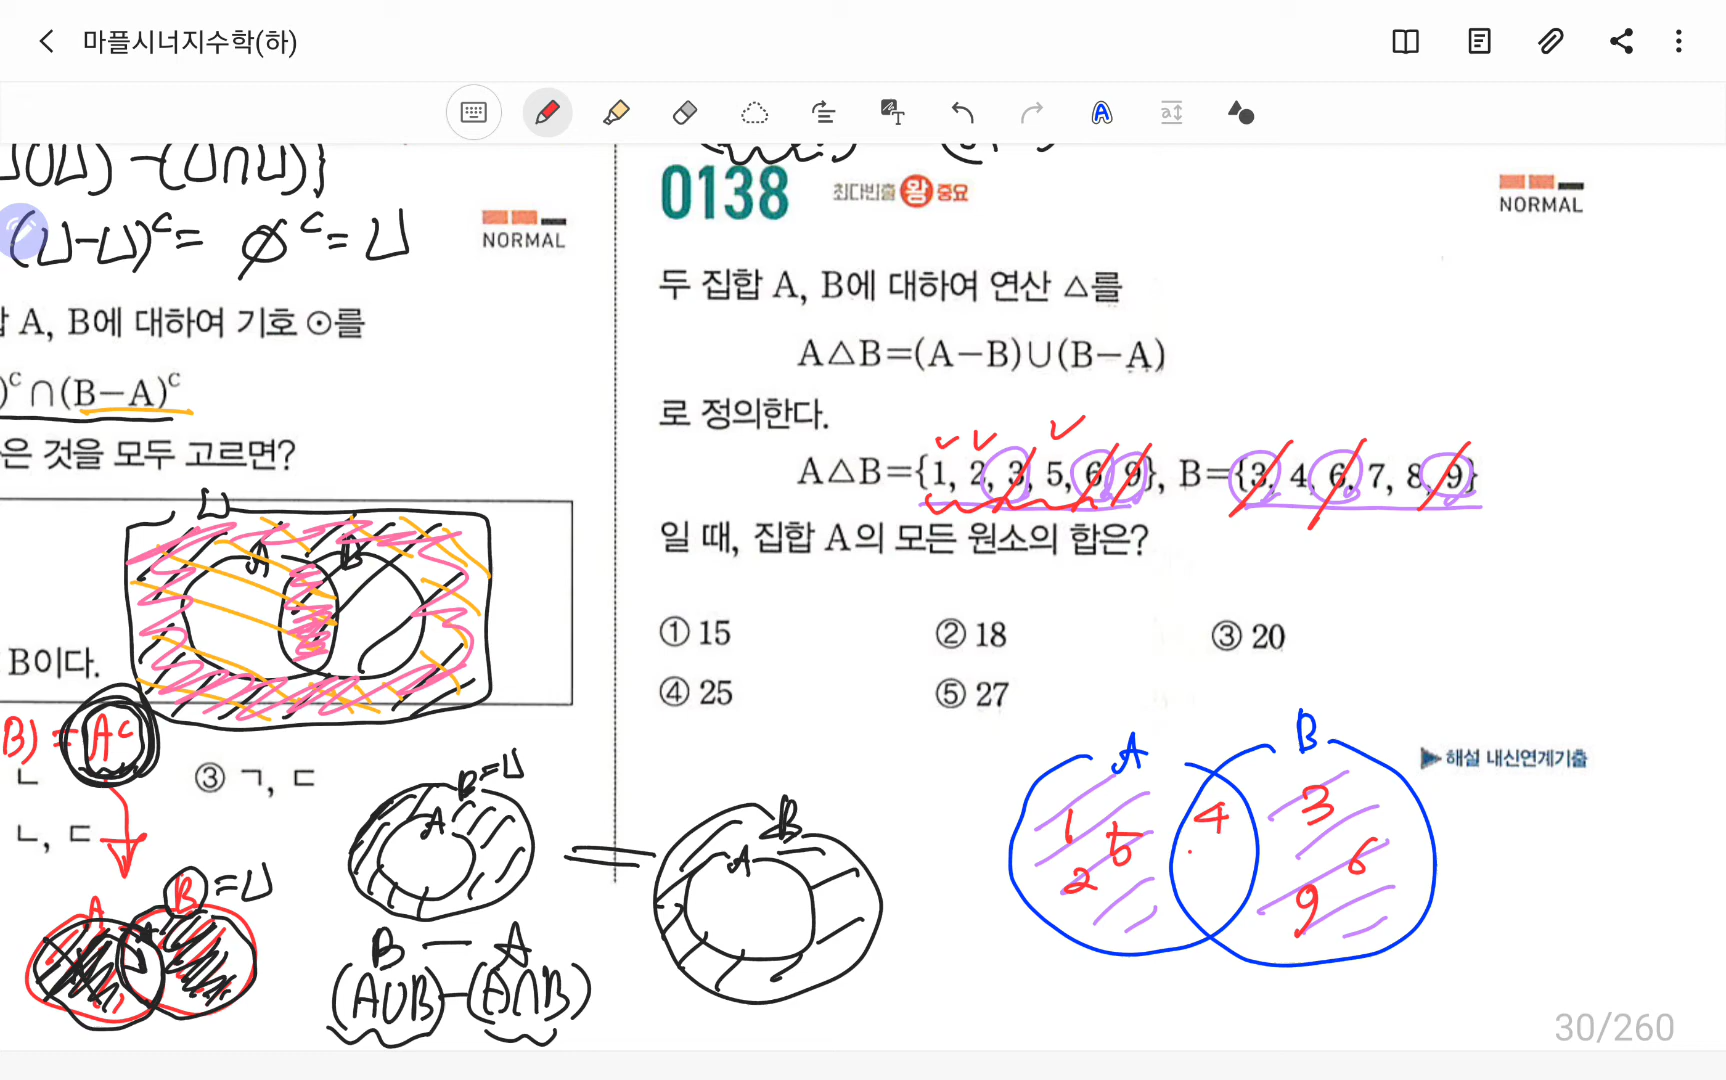 마플시너지수학(하)
U∪U) -(U∩U)}
(U-U)ᶜ= ∅ᶜ= U
NORMAL
A, B에 대하여 기호 ⊙를
)ᶜ∩(B-A)ᶜ
은 것을 모두 고르면?
U
A B
B이다.
B) = Aᶜ
ㄴ ③ ㄱ, ㄷ
ㄴ, ㄷ
A B =U
B=U
A
=
B
A
B - A
(A∪B)-(A∩B)
0138 최다빈출 왕 중요
NORMAL
두 집합 A, B에 대하여 연산 △를
A△B=(A-B)∪(B-A)
로 정의한다.
A△B={1, 2, 3, 5, 6, 9}, B={3, 4, 6, 7, 8, 9}
일 때, 집합 A의 모든 원소의 합은?
① 15 ② 18 ③ 20
④ 25 ⑤ 27
▶ 해설 내신연계기출
A B
1 5 4 3
2 6
9
30/260